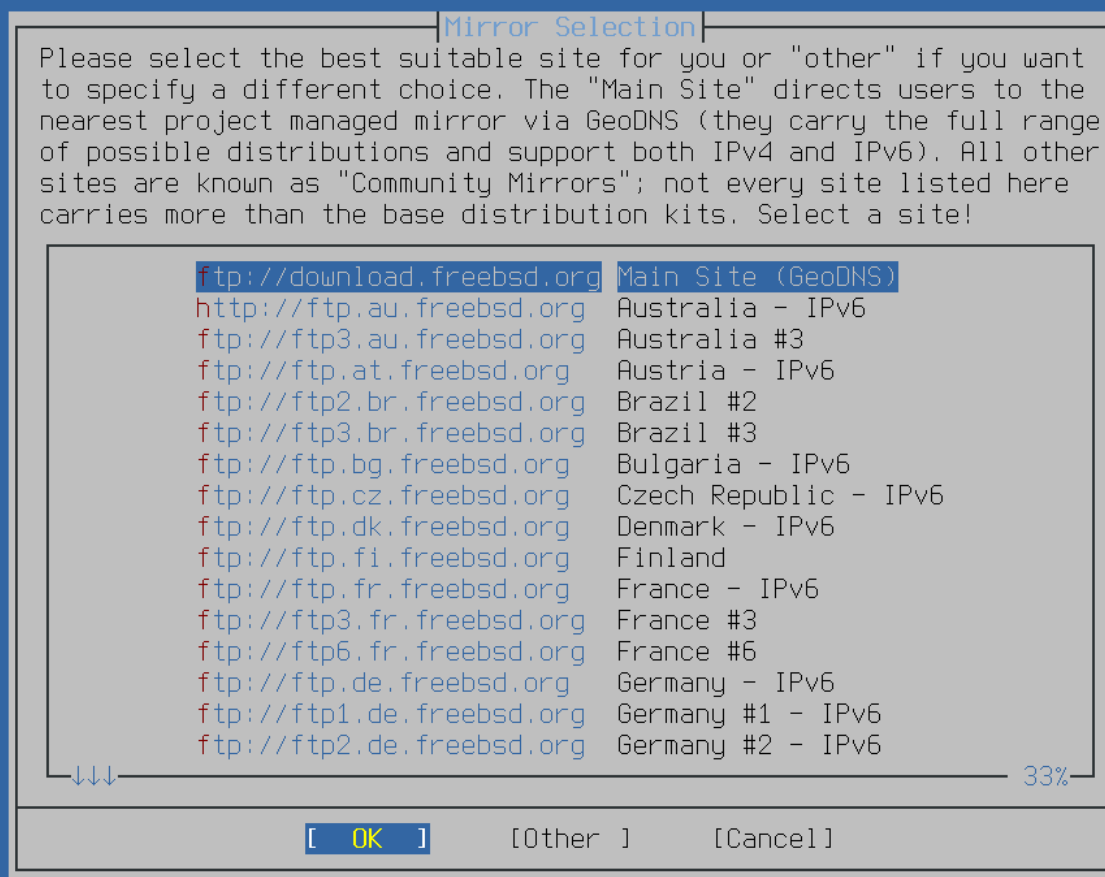 Mirror Selection
Please select the best suitable site for you or "other" if you want
to specify a different choice. The "Main Site" directs users to the
nearest project managed mirror via GeoDNS (they carry the full range
of possible distributions and support both IPv4 and IPv6). All other
sites are known as "Community Mirrors"; not every site listed here
carries more than the base distribution kits. Select a site!
ftp://download.freebsd.org Main Site (GeoDNS)
http://ftp.au.freebsd.org Australia - IPv6
ftp://ftp3.au.freebsd.org Australia #3
ftp://ftp.at.freebsd.org Austria - IPv6
ftp://ftp2.br.freebsd.org Brazil #2
ftp://ftp3.br.freebsd.org Brazil #3
ftp://ftp.bg.freebsd.org Bulgaria - IPv6
ftp://ftp.cz.freebsd.org Czech Republic - IPv6
ftp://ftp.dk.freebsd.org Denmark - IPv6
ftp://ftp.fi.freebsd.org Finland
ftp://ftp.fr.freebsd.org France - IPv6
ftp://ftp3.fr.freebsd.org France #3
ftp://ftp6.fr.freebsd.org France #6
ftp://ftp.de.freebsd.org Germany - IPv6
ftp://ftp1.de.freebsd.org Germany #1 - IPv6
ftp://ftp2.de.freebsd.org Germany #2 - IPv6
↓↓↓ 33%
[ OK ] [Other ] [Cancel]